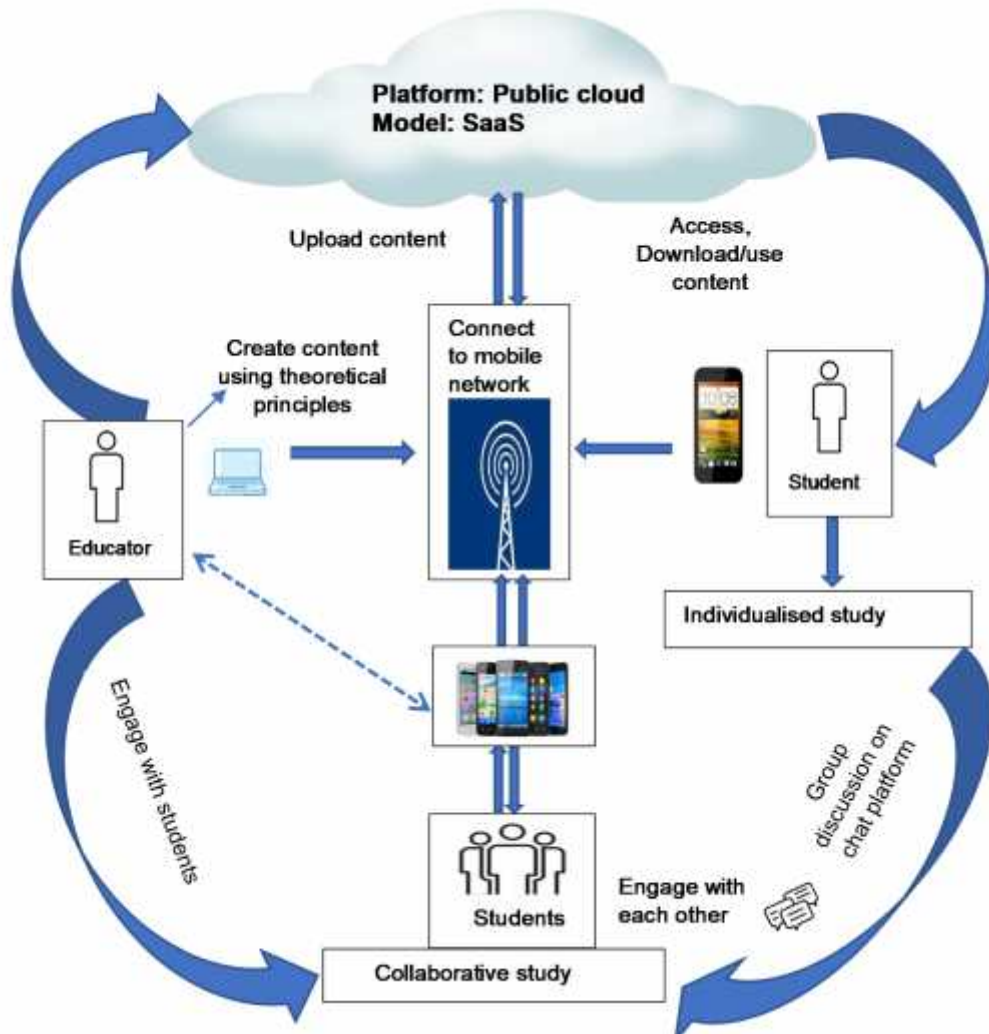 Platform: Public cloud
Model: SaaS
Upload content
Access,
Download/use
content
Connect
to mobile
network
Create content
using theoretical
principles
10:08
Educator
Student
Individualised study
Engage with students
Group
discussion on
chat platform
Students
Engage with
each other
Collaborative study